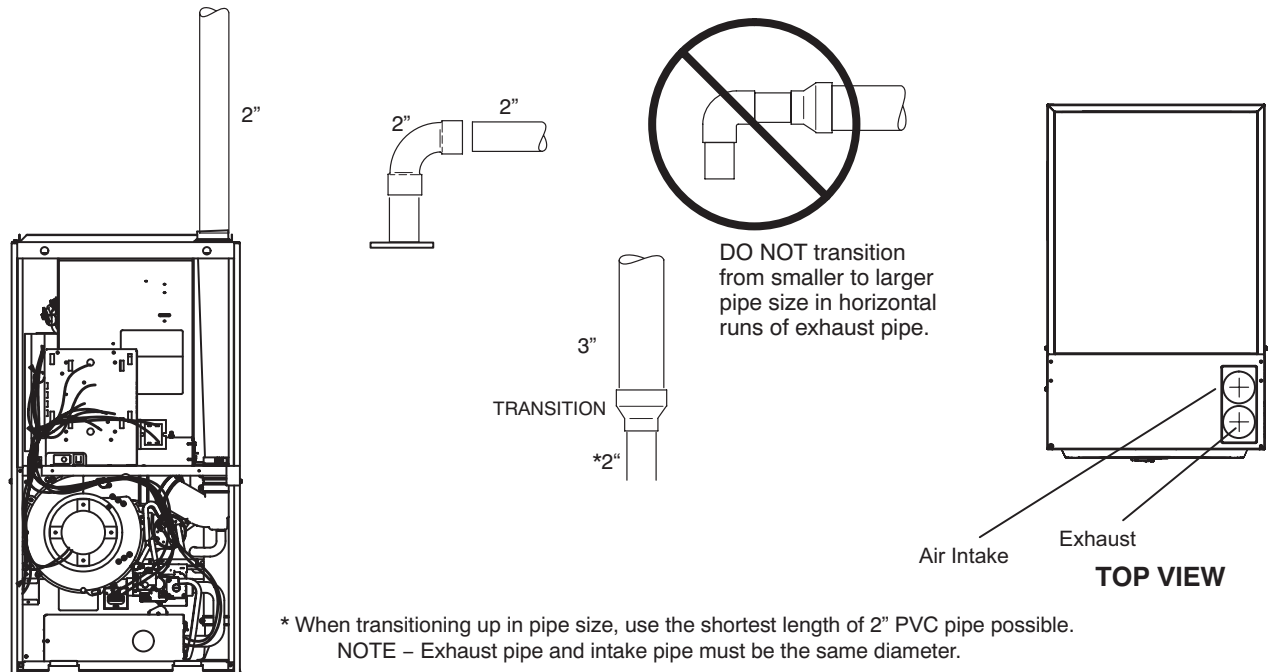 2”
2”
2”
DO NOT transition
from smaller to larger
pipe size in horizontal
runs of exhaust pipe.
3”
TRANSITION
*2“
Air Intake
Exhaust
TOP VIEW
* When transitioning up in pipe size, use the shortest length of 2” PVC pipe possible.
NOTE – Exhaust pipe and intake pipe must be the same diameter.